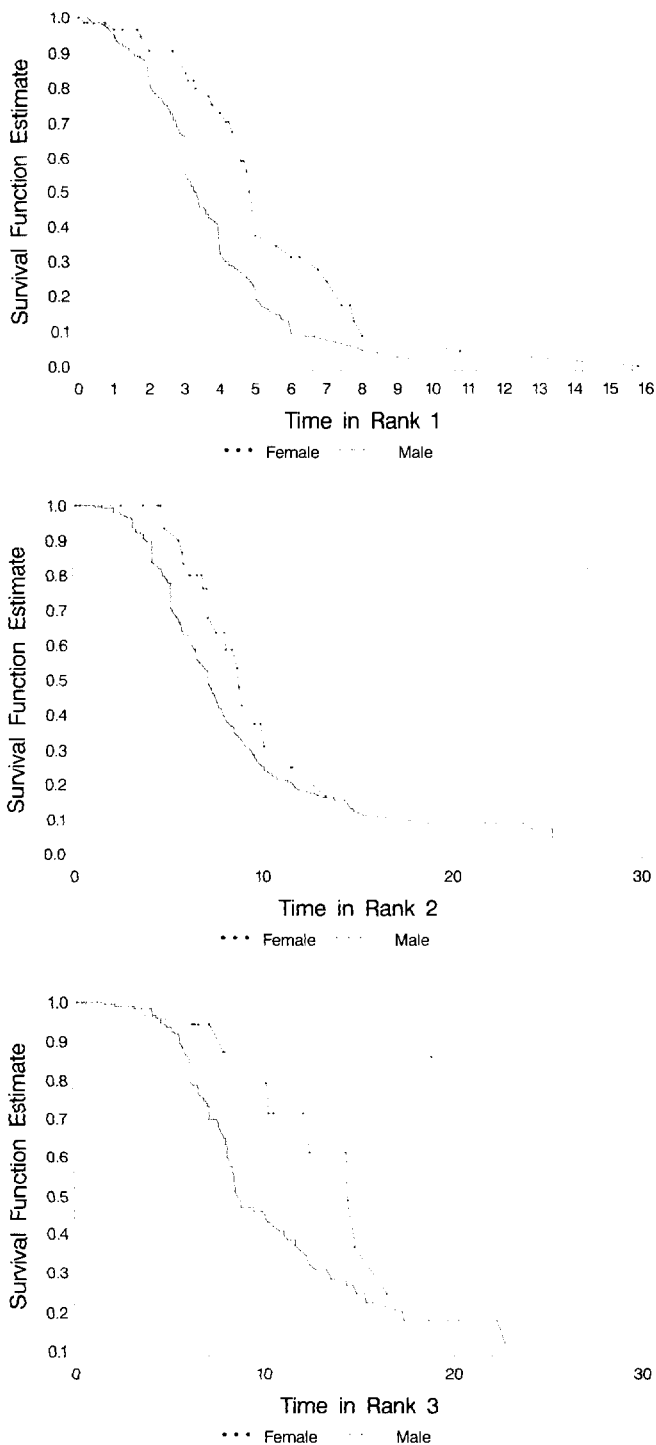 Survival Function Estimate
1.0
0.9
0.8
0.7
0.6
0.5
0.4
0.3
0.2
0.1
0.0
0 1 2 3 4 5 6 7 8 9 10 11 12 13 14 15 16
Time in Rank 1
Female Male
Survival Function Estimate
1.0
0.9
0.8
0.7
0.6
0.5
0.4
0.3
0.2
0.1
0.0
0 10 20 30
Time in Rank 2
Female Male
Survival Function Estimate
1.0
0.9
0.8
0.7
0.6
0.5
0.4
0.3
0.2
0.1
0 10 20 30
Time in Rank 3
Female Male